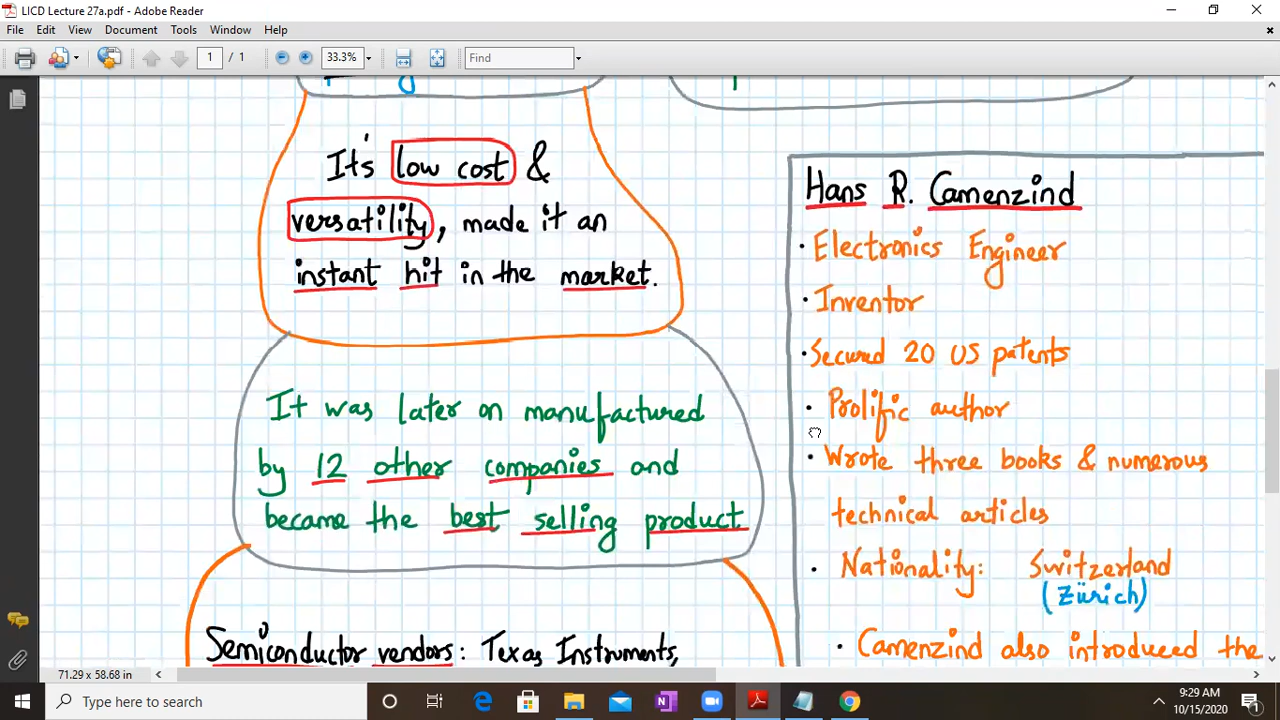 LICD Lecture 27a.pdf - Adobe Reader
File Edit View Document Tools Window Help
1 / 1 33.3% Find
It's low cost &
versatility, made it an
instant hit in the market.
It was later on manufactured
by 12 other companies and
became the best selling product
Semiconductor vendors: Texas Instruments,
Hans R. Camenzind
• Electronics Engineer
• Inventor
• Secured 20 US patents
• Prolific author
• Wrote three books & numerous
technical articles
• Nationality: Switzerland
(Zürich)
• Camenzind also introduced the
71.29 x 58.68 in
Type here to search
9:29 AM
10/15/2020